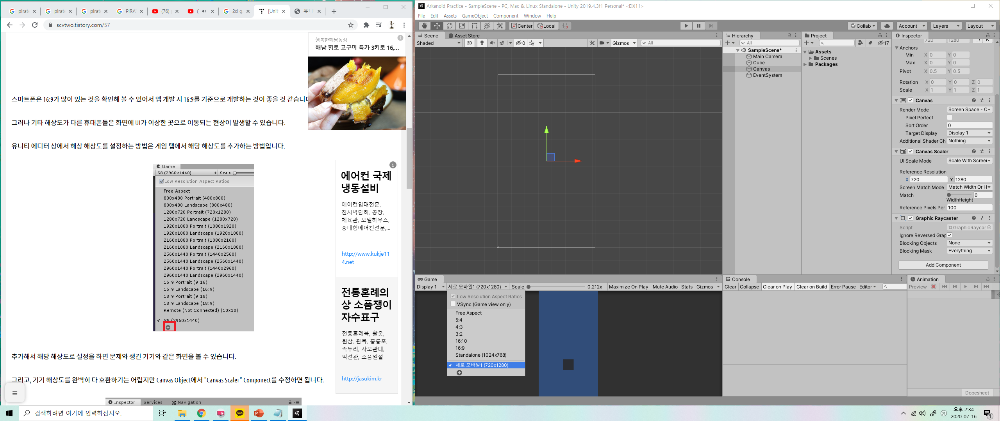 pirat
pirat
pirat
PIRA
(76)
(
2d g
[Unit
유니
scvtwo.tistory.com/57
행복한해남농장
해남 황토 고구마 특가 3키로 16,...
스마트폰은 16:9가 많이 있는 것을 확인해 볼 수 있어서 앱 개발 시 16:9를 기준으로 개발하는 것이 좋을 것 같습니다
그러나 기타 해상도가 다른 휴대폰들은 화면에 UI가 이상한 곳으로 이동되는 현상이 발생할 수 있습니다.
유니티 에디터 상에서 해상 해상도를 설정하는 방법은 게임 탭에서 해당 해상도를 추가하는 방법입니다.
Game
S8 (2960x1440)
Scale
Low Resolution Aspect Ratios
Free Aspect
800x480 Portrait (480x800)
800x480 Landscape (800x480)
1280x720 Portrait (720x1280)
1280x720 Landscape (1280x720)
1920x1080 Portrait (1080x1920)
1920x1080 Landscape (1920x1080)
2160x1080 Portrait (1080x2160)
2160x1080 Landscape (2160x1080)
2560x1440 Portrait (1440x2560)
2560x1440 Landscape (2560x1440)
2960x1440 Portrait (1440x2960)
2960x1440 Landscape (2960x1440)
16:9 Portrait (9:16)
16:9 Landscape (16:9)
18:9 Portrait (9:18)
18:9 Landscape (18:9)
Remote (Not Connected) (10x10)
S8 (2960x1440)
에어컨 국제
냉동설비
에어컨임대전문,
전시박람회, 공장,
체육관, 모델하우스,
중대형에어컨전문,...
http://www.kukje11
4.net
전통혼례의
상 소품쟁이
자수표구
전통혼례복, 활옷,
원삼, 관복, 홍룡포,
족두리, 사모관대,
익선관, 소품일절
http://jasukim.kr
추가해서 해당 해상도로 설정을 하면 문제와 생긴 기기와 같은 화면을 볼 수 있습니다.
그리고, 기기 해상도를 완벽히 다 호환하기는 어렵지만 Canvas Object에서 "Canvas Scaler" Componect를 수정하면 됩니다.
Inspector
Services
Navigation
Arkanoid Practice - SampleScene - PC, Mac & Linux Standalone - Unity 2019.4.3f1 Personal* <DX11>
File Edit Assets GameObject Component Window Help
Center
Local
Collab
Account
Layers
Layout
Scene
Asset Store
Shaded
2D
0
Gizmos
All
Hierarchy
All
SampleScene*
Main Camera
Cube
Canvas
EventSystem
Project
17
Assets
Scenes
Packages
Inspector
720 1280 R
Anchors
Min X 0 Y 0
Max X 0 Y 0
Pivot X 0.5 Y 0.5
Rotation X 0 Y 0 Z 0
Scale X 1 Y 1 Z 1
Canvas
Render Mode Screen Space - O
Pixel Perfect
Sort Order 0
Target Display Display 1
Additional Shader Ch Nothing
Canvas Scaler
UI Scale Mode Scale With Screen
Reference Resolution
X 720 Y 1280
Screen Match Mode Match Width Or H
Match 0
WidthHeight
Reference Pixels Per 100
Graphic Raycaster
Script GraphicRaycas
Ignore Reversed Grap
Blocking Objects None
Blocking Mask Everything
Add Component
Game
Display 1
세로 모바일1 (720x1280)
Scale
0.212x
Maximize On Play
Mute Audio
Stats
Gizmos
Low Resolution Aspect Ratios
VSync (Game view only)
Free Aspect
5:4
4:3
3:2
16:10
16:9
Standalone (1024x768)
세로 모바일1 (720x1280)
Console
Clear
Collapse
Clear on Play
Clear on Build
Error Pause
Editor
Animation
Preview
Dopesheet
검색하려면 여기에 입력하십시오.
TALK
오후 2:34
2020-07-16
1